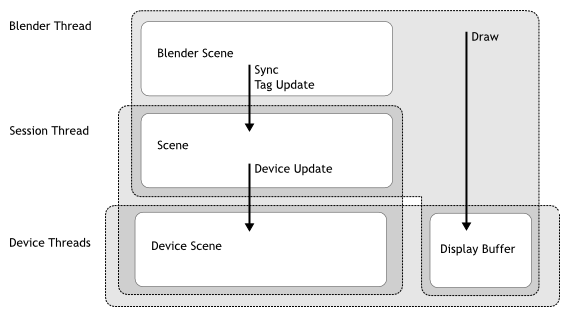 Blender Thread
Draw
Blender Scene
Sync
Tag Update
Session Thread
Scene
Device Update
Device Threads
Device Scene
Display Buffer